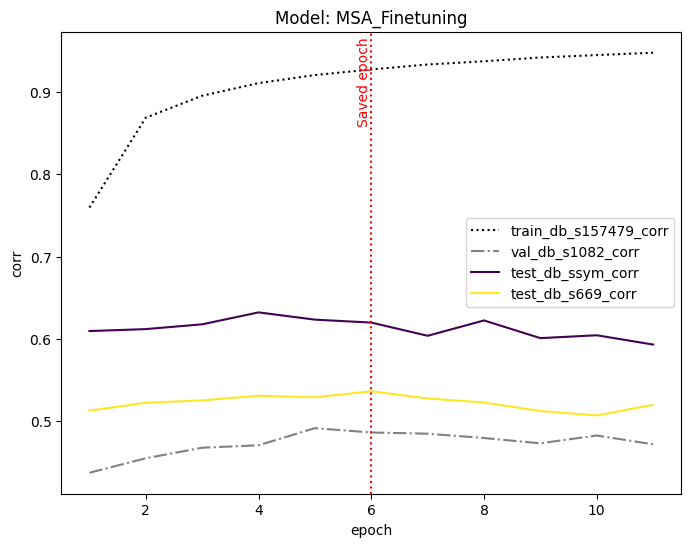 Model: MSA_Finetuning
Saved epoch
0.9
0.8
0.7
0.6
0.5
corr
train_db_s157479_corr
val_db_s1082_corr
test_db_ssym_corr
test_db_s669_corr
2 4 6 8 10
epoch